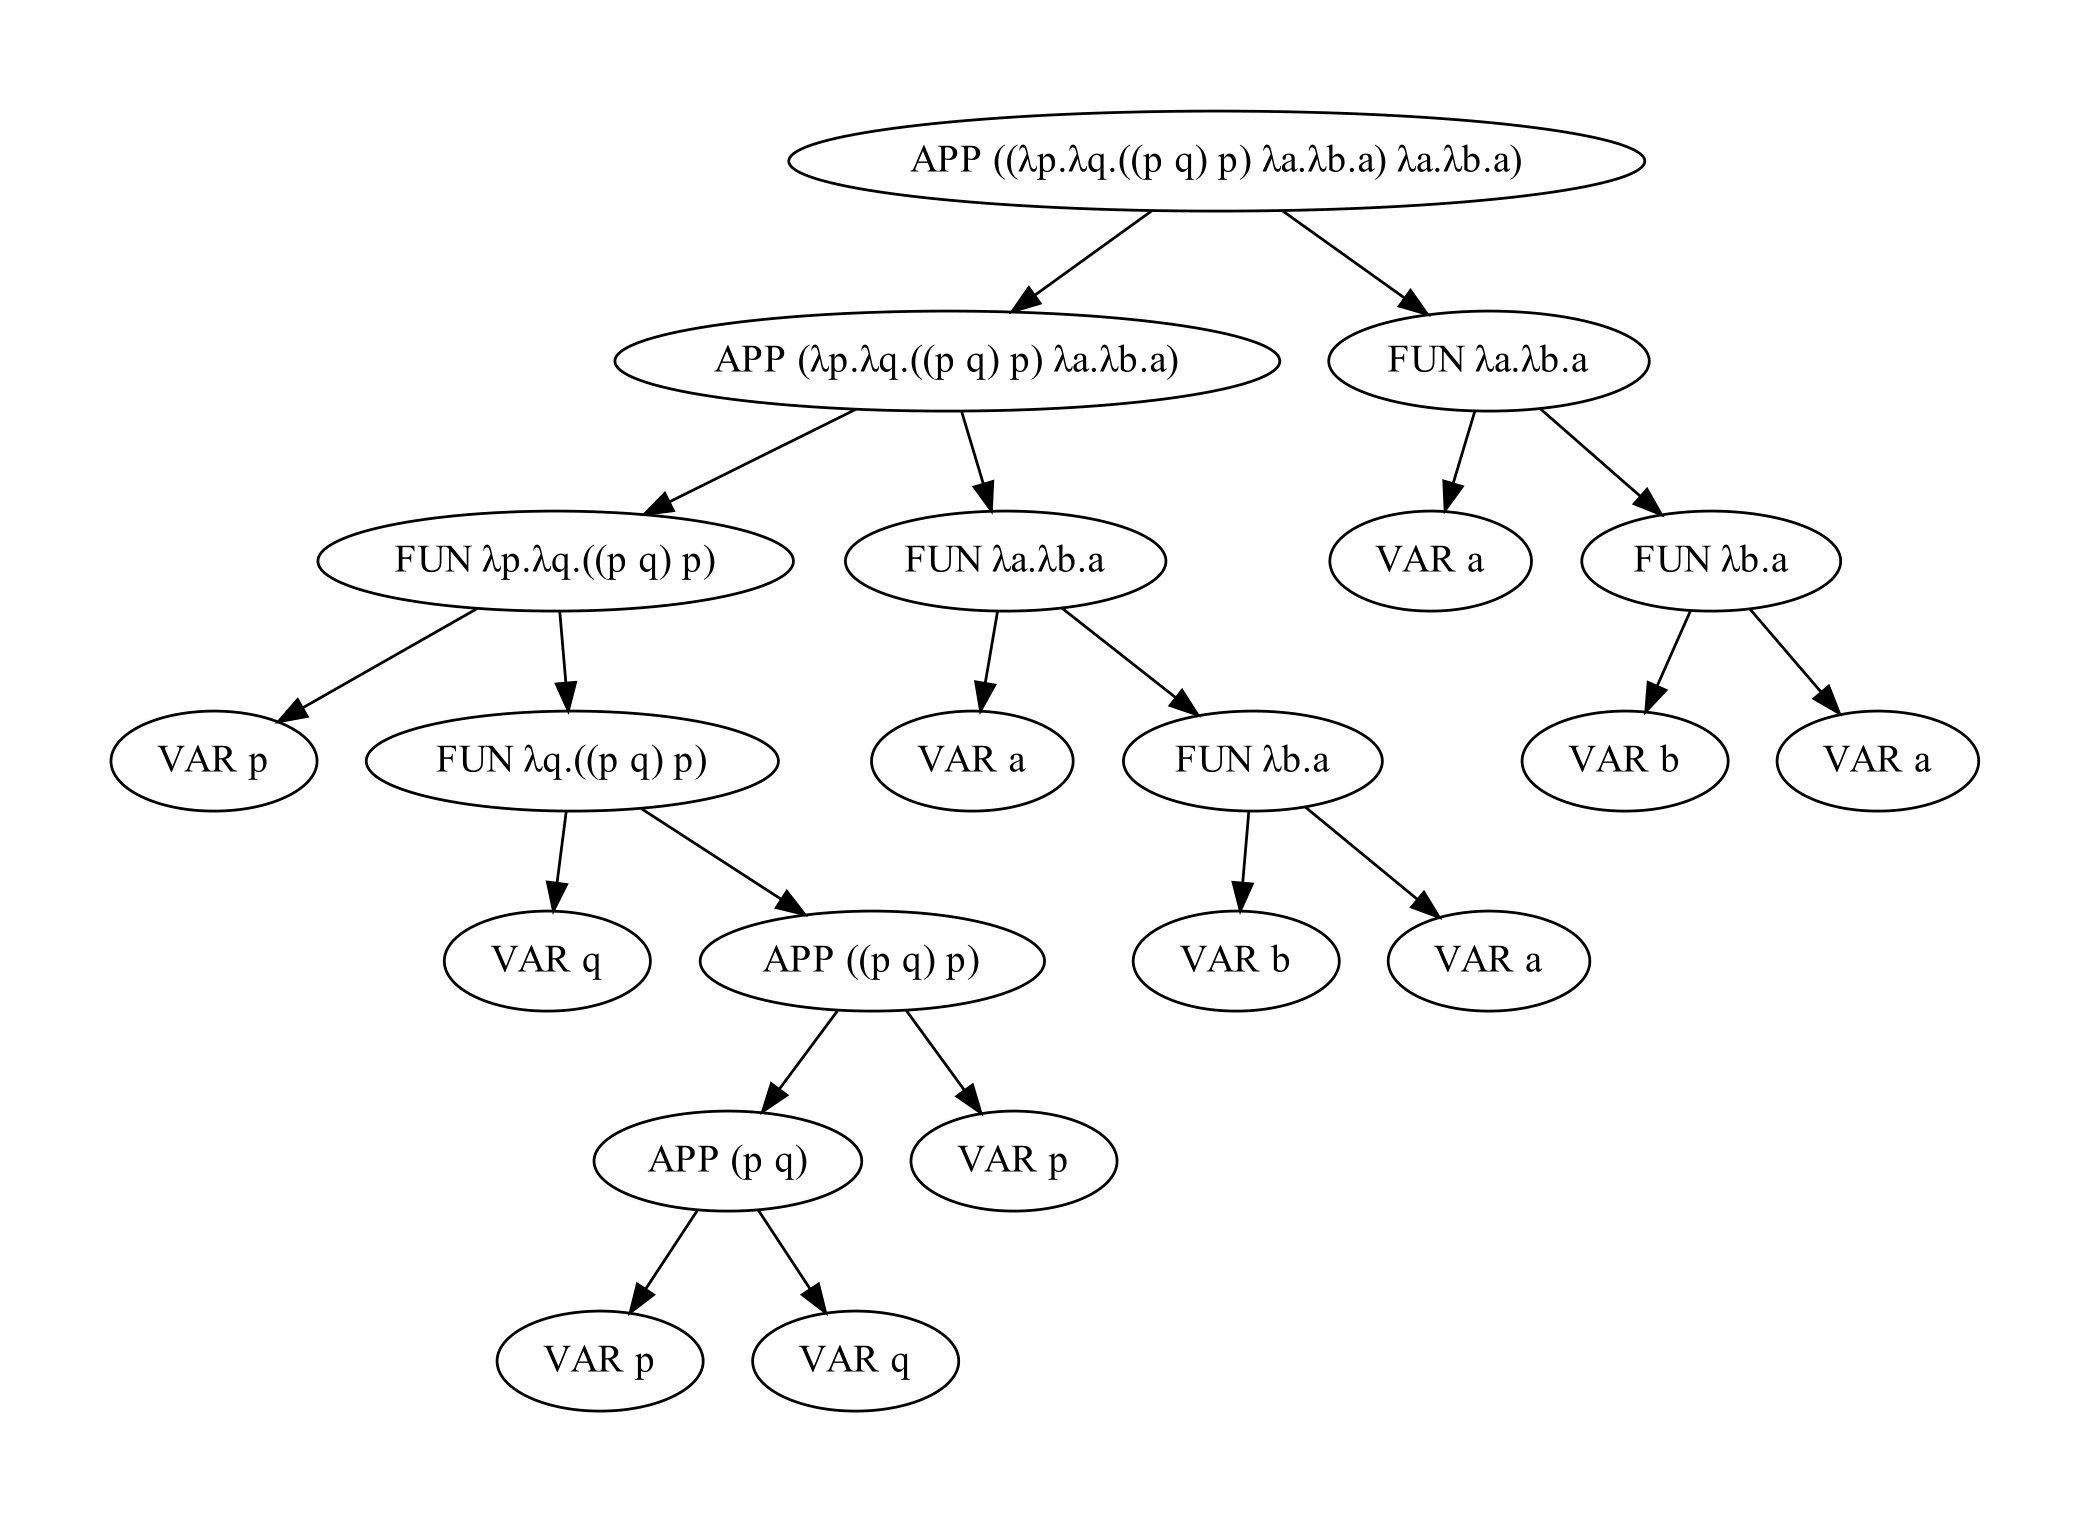 APP ((λp.λq.((p q) p) λa.λb.a) λa.λb.a)
APP (λp.λq.((p q) p) λa.λb.a)
FUN λa.λb.a
FUN λp.λq.((p q) p)
FUN λa.λb.a
VAR a
FUN λb.a
VAR p
FUN λq.((p q) p)
VAR a
FUN λb.a
VAR b
VAR a
VAR q
APP ((p q) p)
VAR b
VAR a
APP (p q)
VAR p
VAR p
VAR q